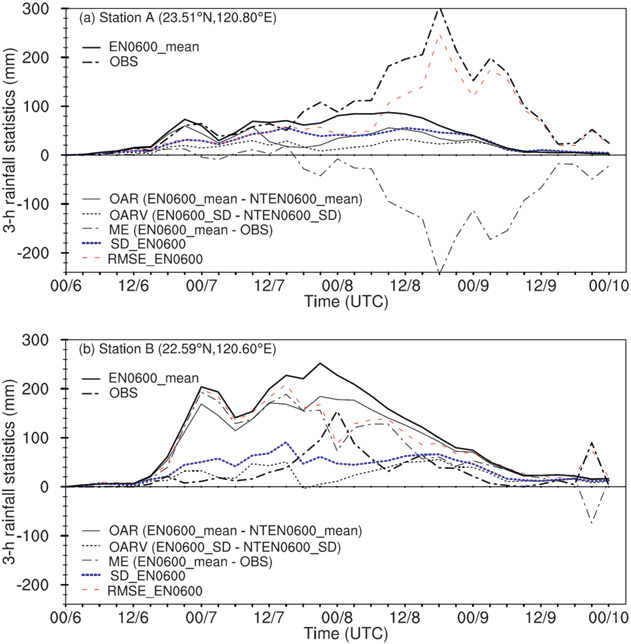 (a) Station A (23.51°N,120.80°E)
EN0600_mean
OBS
300
200
100
0
-100
-200
3-h rainfall statistics (mm)
OAR (EN0600_mean - NTEN0600_mean)
OARV (EN0600_SD - NTEN0600_SD)
ME (EN0600_mean - OBS)
SD_EN0600
RMSE_EN0600
00/6 12/6 00/7 12/7 00/8 12/8 00/9 12/9 00/10
Time (UTC)
(b) Station B (22.59°N,120.60°E)
EN0600_mean
OBS
300
200
100
0
-100
-200
3-h rainfall statistics (mm)
OAR (EN0600_mean - NTEN0600_mean)
OARV (EN0600_SD - NTEN0600_SD)
ME (EN0600_mean - OBS)
SD_EN0600
RMSE_EN0600
00/6 12/6 00/7 12/7 00/8 12/8 00/9 12/9 00/10
Time (UTC)